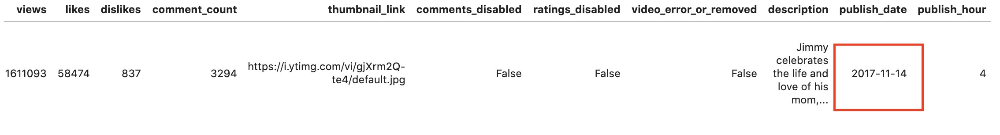 views likes dislikes comment_count thumbnail_link comments_disabled ratings_disabled video_error_or_removed description publish_date publish_hour
1611093 58474 837 3294 https://i.ytimg.com/vi/gjXrm2Q-
te4/default.jpg False False False Jimmy
celebrates
the life and
love of his
mom,... 2017-11-14 4